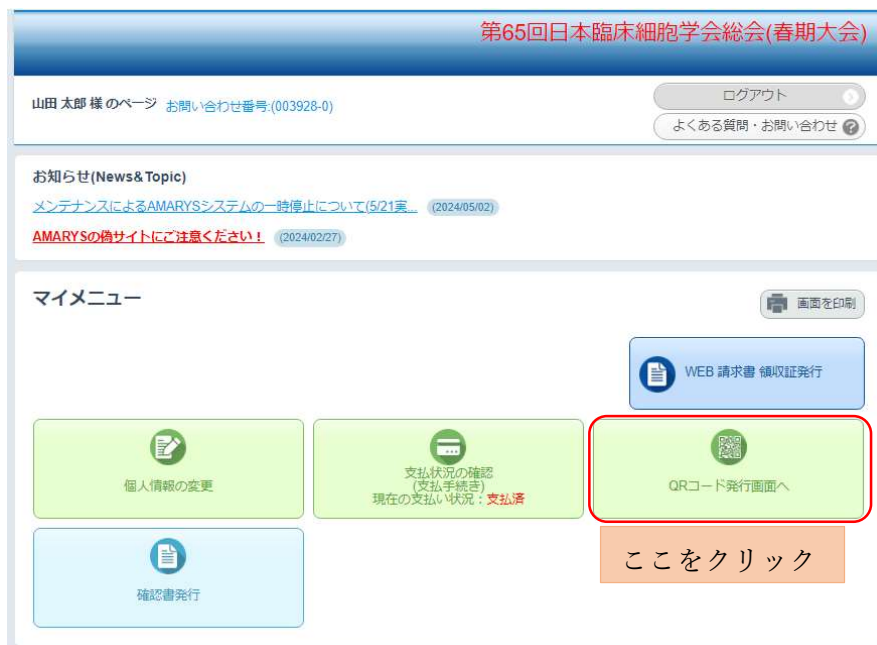 第65回日本臨床細胞学会総会(春期大会)
山田 太郎 様 のページ お問い合わせ番号:(003928-0)
ログアウト
よくある質問・お問い合わせ
お知らせ(News&Topic)
メンテナンスによるAMARYSシステムの一時停止について(5/21実... (2024/05/02)
AMARYSの偽サイトにご注意ください！ (2024/02/27)
マイメニュー
画面を印刷
WEB 請求書 領収証発行
個人情報の変更
支払状況の確認
(支払手続き)
現在の支払い状況：支払済
QRコード発行画面へ
ここをクリック
確認書発行